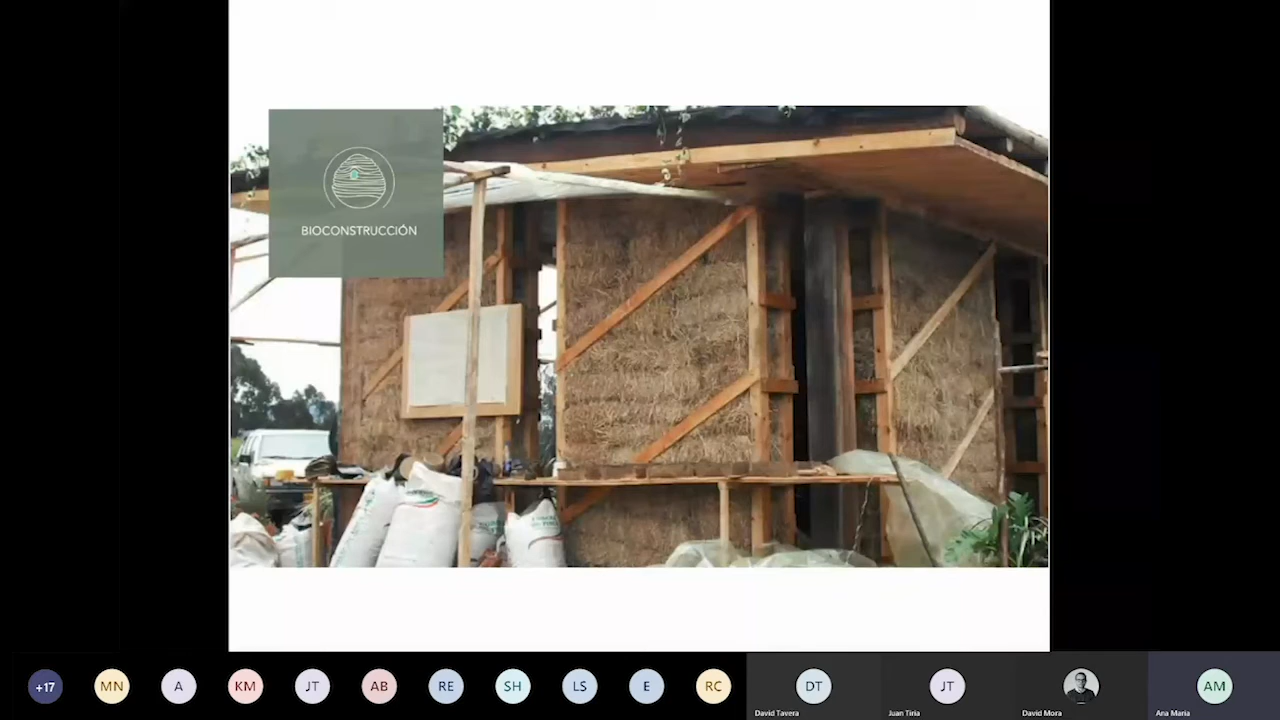 BIOCONSTRUCCIÓN
+17
MN
A
KM
JT
AB
RE
SH
LS
E
RC
DT
David Tavera
JT
Juan Tiria
David Mora
AM
Ana Maria